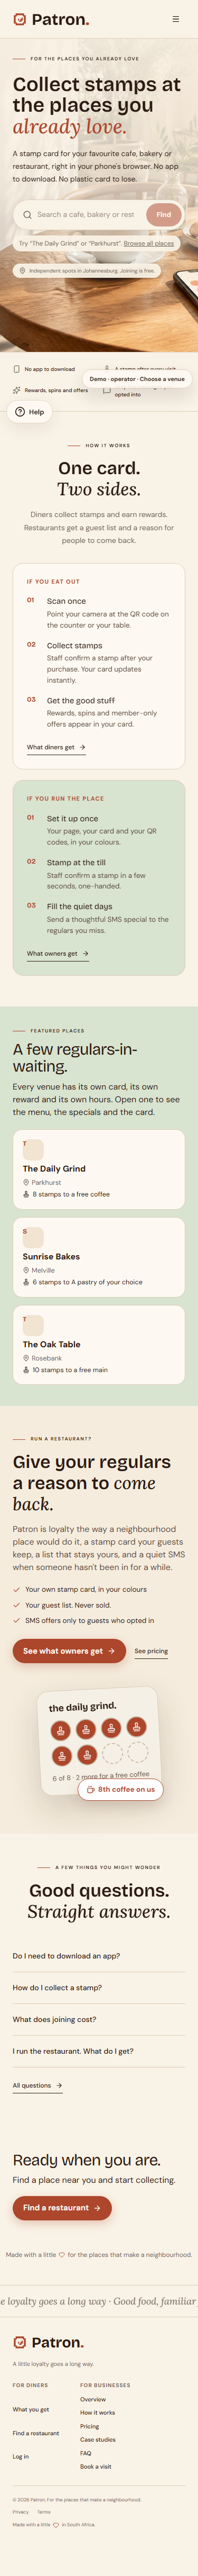 Patron.
FOR THE PLACES YOU ALREADY LOVE
Collect stamps at
the places you
already love.
A stamp card for your favourite cafe, bakery or
restaurant, right in your phone's browser. No app
to download. No plastic card to lose.
Search a cafe, bakery or rest
Find
Try "The Daily Grind" or "Parkhurst". Browse all places
Independent spots in Johannesburg. Joining is free.
No app to download
Demo · operator · Choose a venue
Rewards, spins and offers
opted into
Help
HOW IT WORKS
One card.
Two sides.
Diners collect stamps and earn rewards.
Restaurants get a guest list and a reason for
people to come back.
IF YOU EAT OUT
01 Scan once
Point your camera at the QR code on
the counter or your table.
02 Collect stamps
Staff confirm a stamp after your
purchase. Your card updates
instantly.
03 Get the good stuff
Rewards, spins and member-only
offers appear in your card.
What diners get
IF YOU RUN THE PLACE
01 Set it up once
Your page, your card and your QR
codes, in your colours.
02 Stamp at the till
Staff confirm a stamp in a few
seconds, one-handed.
03 Fill the quiet days
Send a thoughtful SMS special to the
regulars you miss.
What owners get
FEATURED PLACES
A few regulars-in-
waiting.
Every venue has its own card, its own
reward and its own hours. Open one to see
the menu, the specials and the card.
T
The Daily Grind
Parkhurst
8 stamps to a free coffee
S
Sunrise Bakes
Melville
6 stamps to A pastry of your choice
T
The Oak Table
Rosebank
10 stamps to a free main
RUN A RESTAURANT?
Give your regulars
a reason to come
back.
Patron is loyalty the way a neighbourhood
place would do it, a stamp card your guests
keep, a list that stays yours, and a quiet SMS
when someone hasn't been in for a while.
Your own stamp card, in your colours
Your guest list. Never sold.
SMS offers only to guests who opted in
See what owners get
See pricing
the daily grind.
6 of 8 · 2 more for a free coffee
8th coffee on us
A FEW THINGS YOU MIGHT WONDER
Good questions.
Straight answers.
Do I need to download an app?
How do I collect a stamp?
What does joining cost?
I run the restaurant. What do I get?
All questions
Ready when you are.
Find a place near you and start collecting.
Find a restaurant
Made with a little for the places that make a neighbourhood.
e loyalty goes a long way · Good food, familiar
Patron.
A little loyalty goes a long way.
FOR DINERS
What you get
Find a restaurant
Log in
FOR BUSINESSES
Overview
How it works
Pricing
Case studies
FAQ
Book a visit
© 2026 Patron. For the places that make a neighbourhood.
Privacy Terms
Made with a little in South Africa.